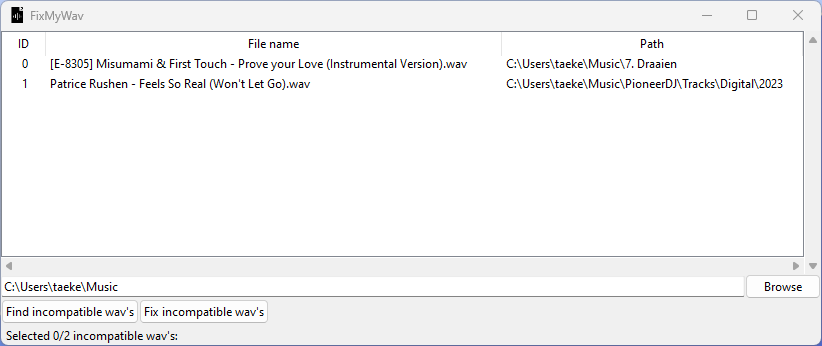 FixMyWav
ID File name Path
0 [E-8305] Misumami & First Touch - Prove your Love (Instrumental Version).wav C:\Users\taeke\Music\7. Draaien
1 Patrice Rushen - Feels So Real (Won't Let Go).wav C:\Users\taeke\Music\PioneerDJ\Tracks\Digital\2023
C:\Users\taeke\Music Browse
Find incompatible wav's Fix incompatible wav's
Selected 0/2 incompatible wav's: